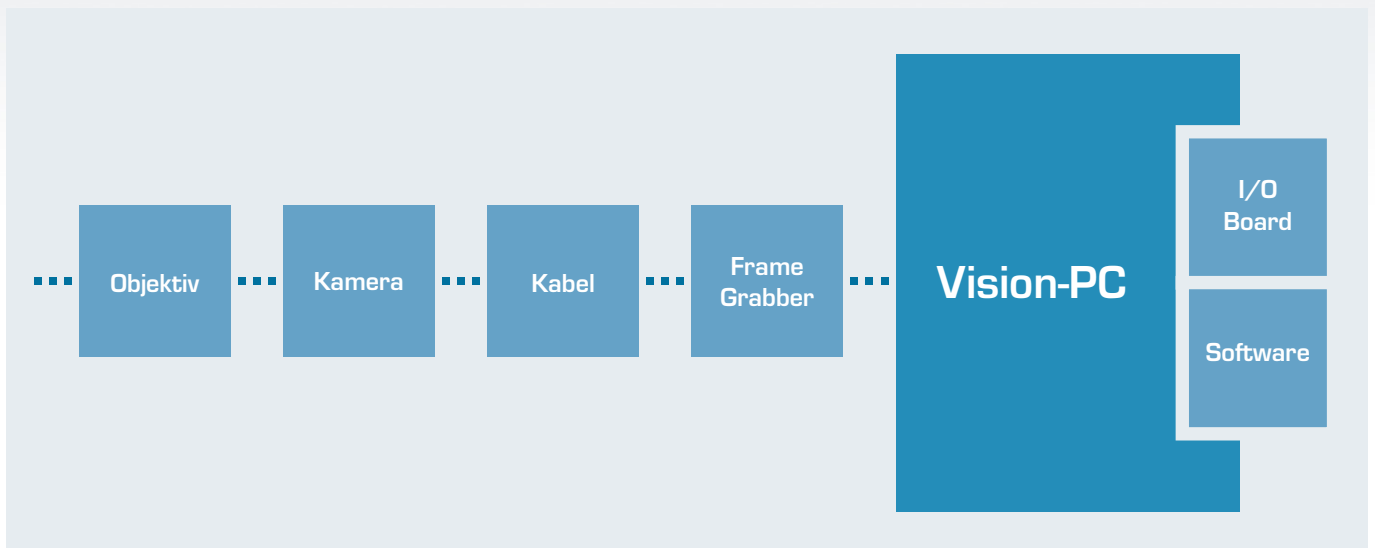 Objektiv
Kamera
Kabel
Frame
Grabber
Vision-PC
I/O
Board
Software